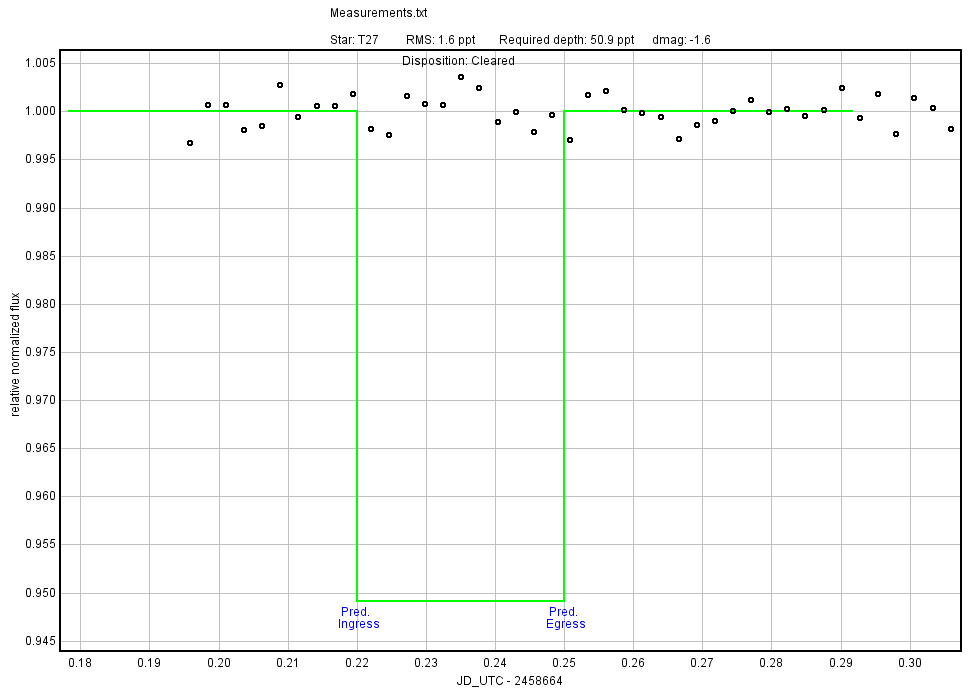 Measurements.txt
Star: T27 RMS: 1.6 ppt Required depth: 50.9 ppt dmag: -1.6
Disposition: Cleared
relative normalized flux
1.005
1.000
0.995
0.990
0.985
0.980
0.975
0.970
0.965
0.960
0.955
0.950
0.945
Pred.
Ingress
Pred.
Egress
0.18 0.19 0.20 0.21 0.22 0.23 0.24 0.25 0.26 0.27 0.28 0.29 0.30
JD_UTC - 2458664